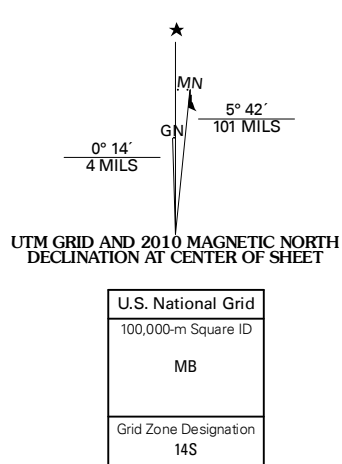 MN
GN
5° 42´
101 MILS
0° 14´
4 MILS
UTM GRID AND 2010 MAGNETIC NORTH
DECLINATION AT CENTER OF SHEET
U.S. National Grid
100,000-m Square ID
MB
Grid Zone Designation
14S